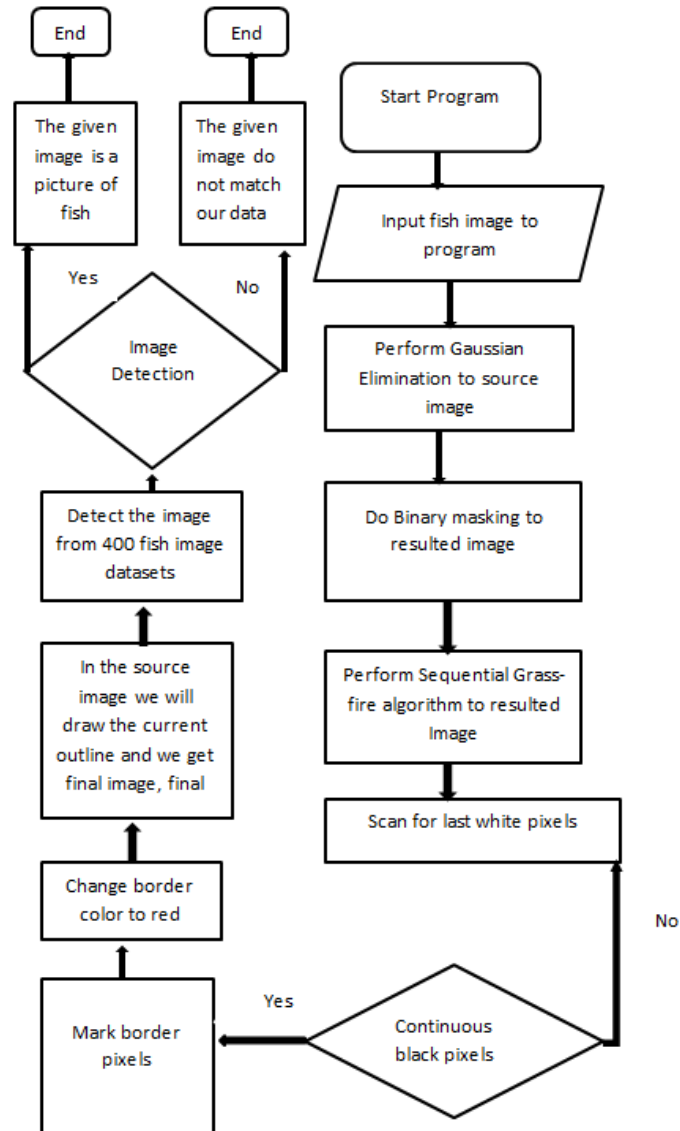 Start Program
Input fish image to
program
Perform Gaussian
Elimination to source
image
Do Binary masking to
resulted image
Perform Sequential Grass-
fire algorithm to resulted
Image
Scan for last white pixels
No
Continuous
black pixels
Yes
Mark border
pixels
Change border
color to red
In the source
image we will
draw the current
outline and we get
final image, final
Detect the image
from 400 fish image
datasets
Image
Detection
Yes
No
The given
image is a
picture of
fish
The given
image do
not match
our data
End
End